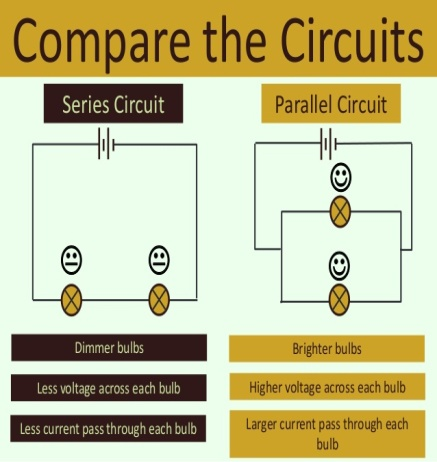 Compare the Circuits
Series Circuit
Parallel Circuit
Dimmer bulbs
Less voltage across each bulb
Less current pass through each bulb
Brighter bulbs
Higher voltage across each bulb
Larger current pass through each
bulb